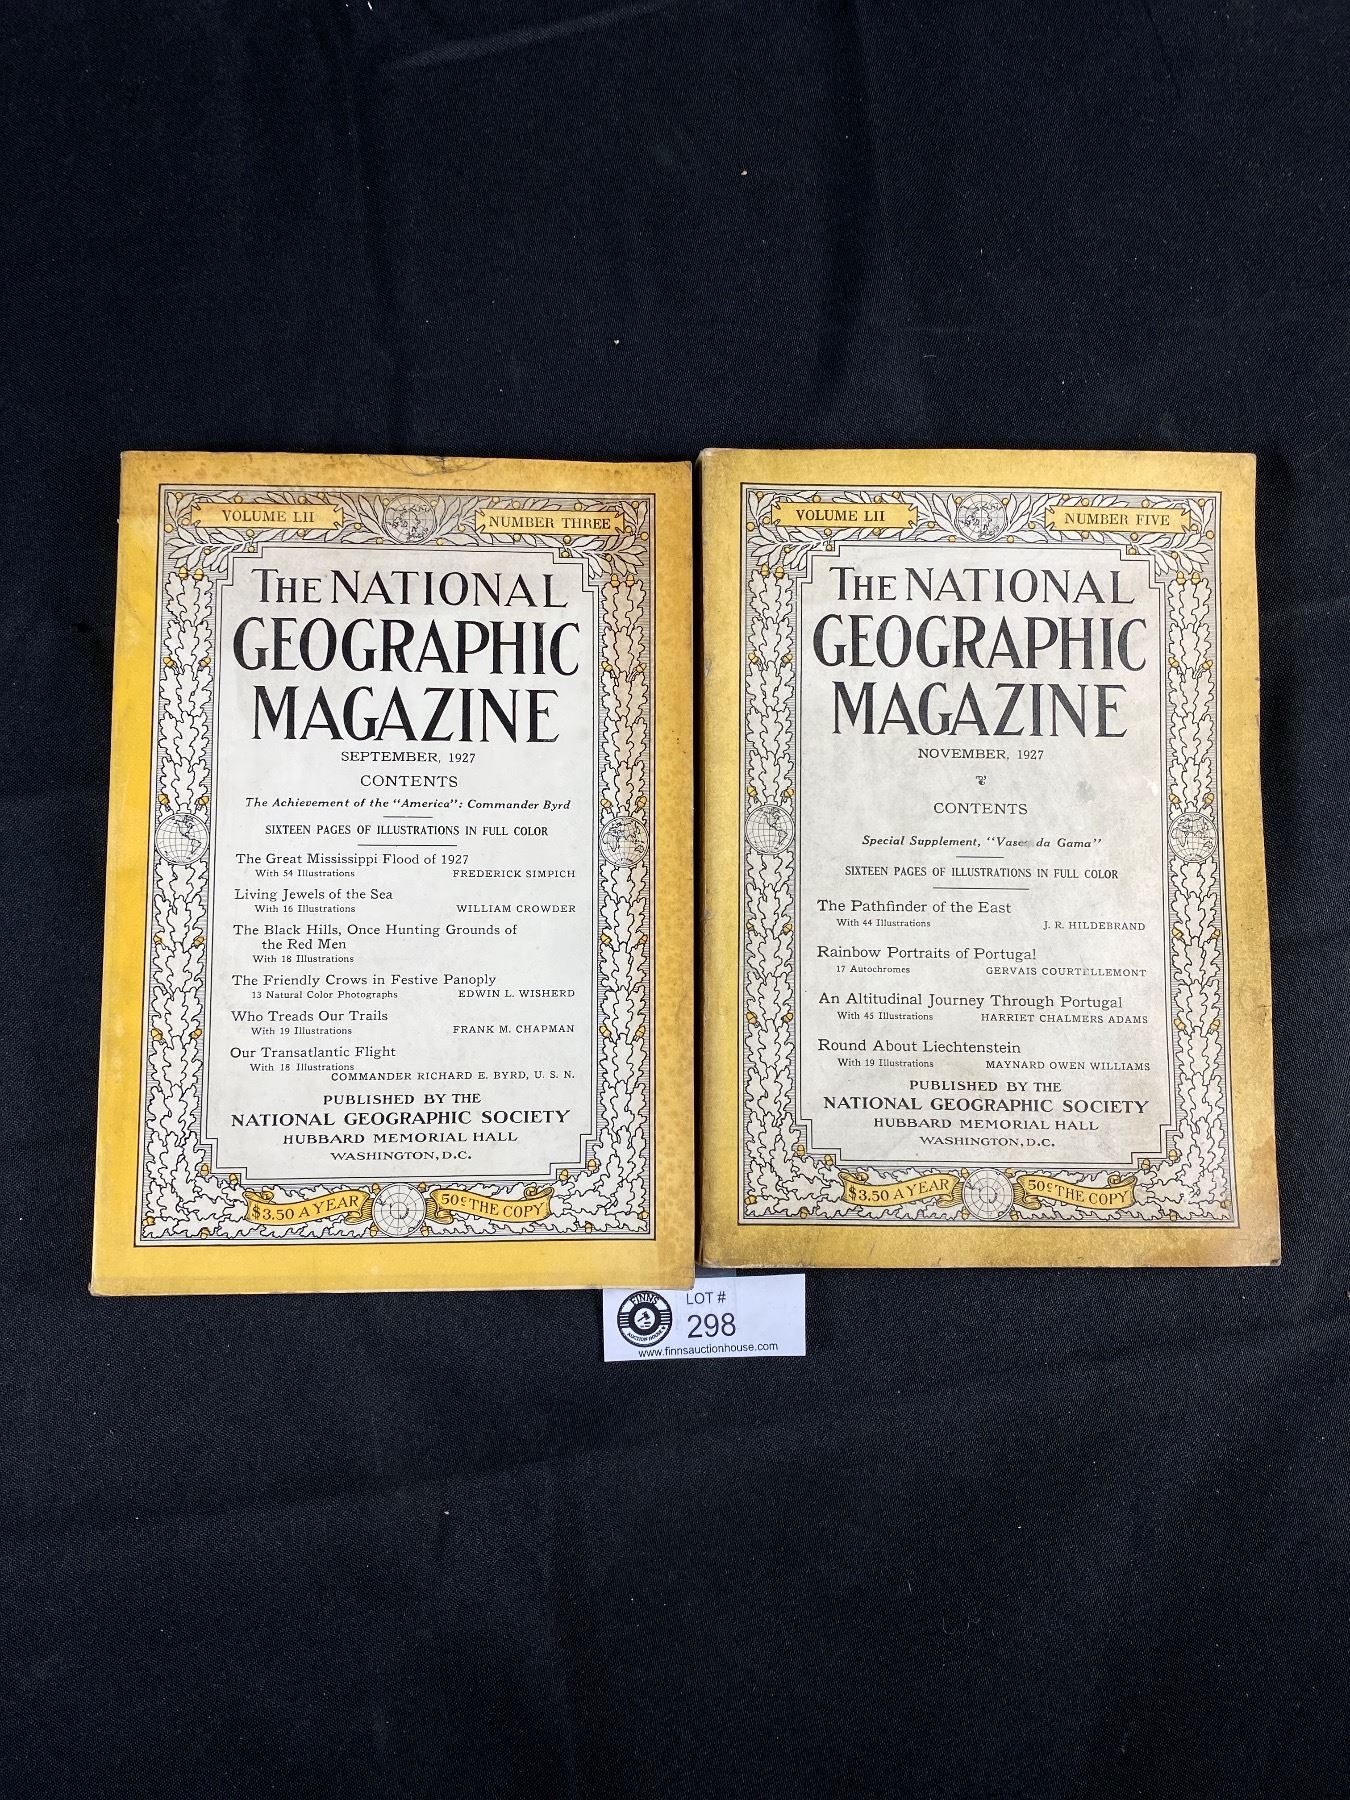 VOLUME LII
NUMBER THREE
THE NATIONAL
GEOGRAPHIC
MAGAZINE
SEPTEMBER, 1927
CONTENTS
The Achievement of the "America": Commander Byrd
SIXTEEN PAGES OF ILLUSTRATIONS IN FULL COLOR
The Great Mississippi Flood of 1927
With 54 Illustrations FREDERICK SIMPICH
Living Jewels of the Sea
With 16 Illustrations WILLIAM CROWDER
The Black Hills, Once Hunting Grounds of
the Red Men
With 18 Illustrations
The Friendly Crows in Festive Panoply
13 Natural Color Photographs EDWIN L. WISHERD
Who Treads Our Trails
With 19 Illustrations FRANK M. CHAPMAN
Our Transatlantic Flight
With 18 Illustrations
COMMANDER RICHARD E. BYRD, U. S. N.
PUBLISHED BY THE
NATIONAL GEOGRAPHIC SOCIETY
HUBBARD MEMORIAL HALL
WASHINGTON, D.C.
$3.50 A YEAR
50¢ THE COPY
VOLUME LII
NUMBER FIVE
THE NATIONAL
GEOGRAPHIC
MAGAZINE
NOVEMBER, 1927
CONTENTS
Special Supplement, "Vasco da Gama"
SIXTEEN PAGES OF ILLUSTRATIONS IN FULL COLOR
The Pathfinder of the East
With 44 Illustrations J. R. HILDEBRAND
Rainbow Portraits of Portugal
17 Autochromes GERVAIS COURTELLEMONT
An Altitudinal Journey Through Portugal
With 45 Illustrations HARRIET CHALMERS ADAMS
Round About Liechtenstein
With 19 Illustrations MAYNARD OWEN WILLIAMS
PUBLISHED BY THE
NATIONAL GEOGRAPHIC SOCIETY
HUBBARD MEMORIAL HALL
WASHINGTON, D.C.
$3.50 A YEAR
50¢ THE COPY
FINNS
AUCTION HOUSE
LOT #
298
www.finnsauctionhouse.com